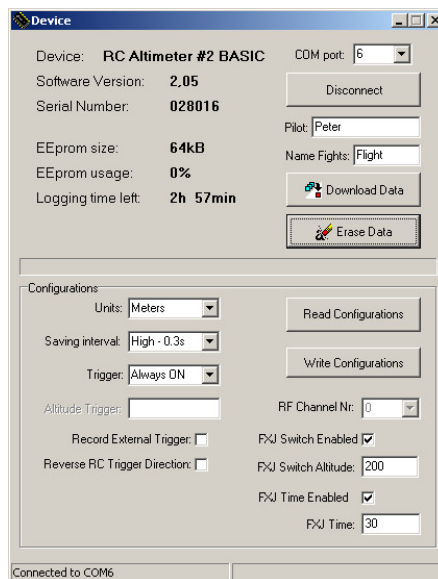 Device
Device: RC Altimeter #2 BASIC
Software Version: 2,05
Serial Number: 028016
EEprom size: 64kB
EEprom usage: 0%
Logging time left: 2h 57min
COM port: 6
Disconnect
Pilot: Peter
Name Fights: Flight
Download Data
Erase Data
Configurations
Units: Meters
Saving interval: High - 0.3s
Trigger: Always ON
Altitude Trigger:
Record External Trigger:
Reverse RC Trigger Direction:
Read Configurations
Write Configurations
RF Channel Nr: 0
FXJ Switch Enabled
FXJ Switch Altitude: 200
FXJ Time Enabled
FXJ Time: 30
Connected to COM6